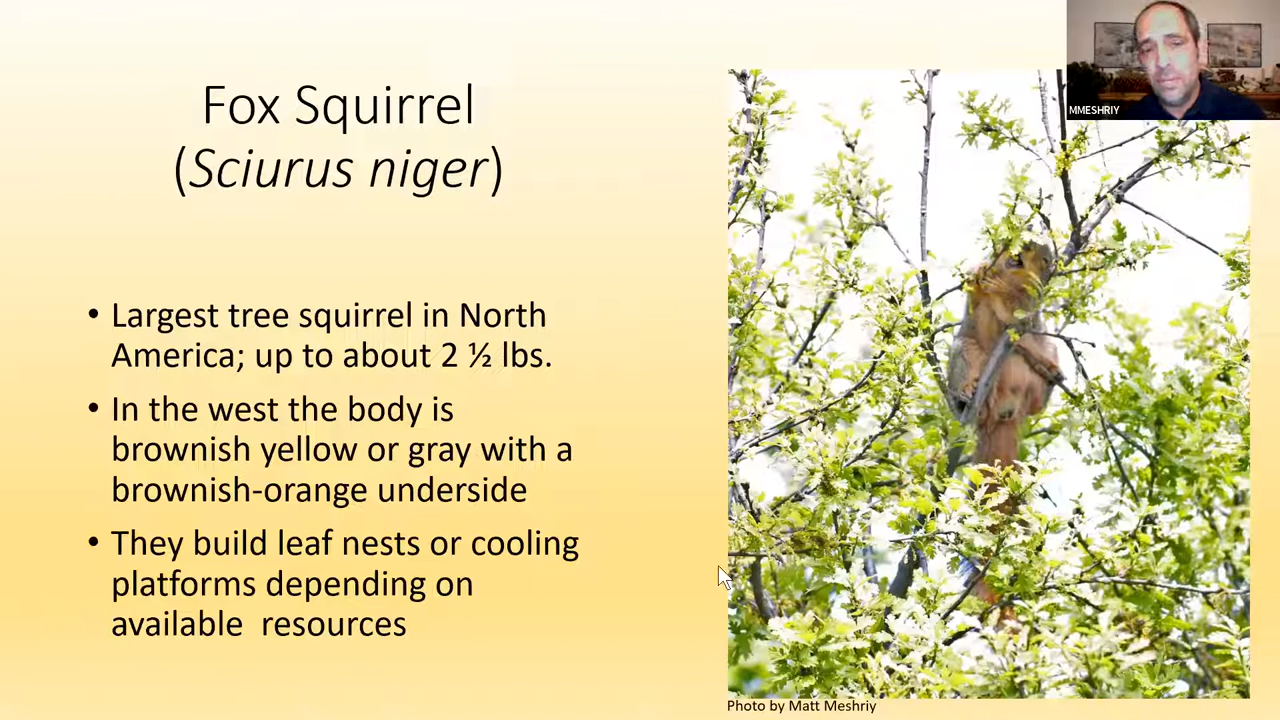 Fox Squirrel
(Sciurus niger)
• Largest tree squirrel in North
America; up to about 2 ½ lbs.
• In the west the body is
brownish yellow or gray with a
brownish-orange underside
• They build leaf nests or cooling
platforms depending on
available  resources
MMESHRIY
Photo by Matt Meshriy